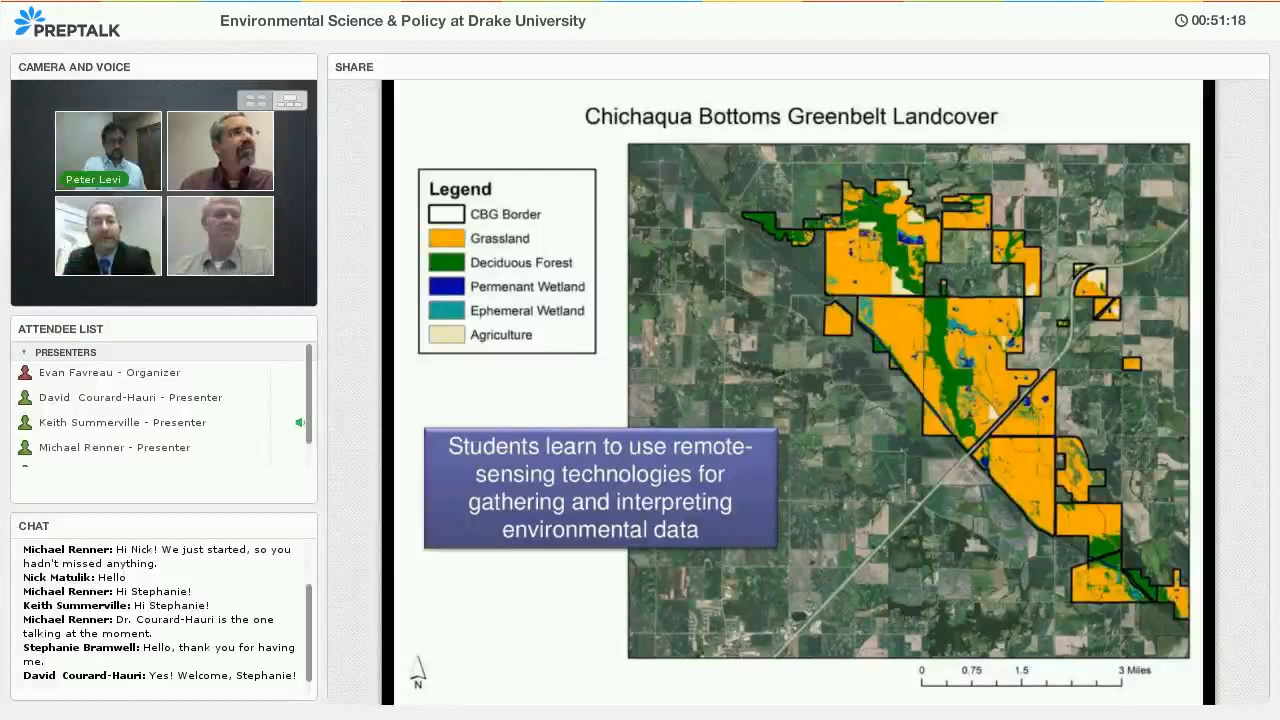 PREPTALK
Environmental Science & Policy at Drake University
00:51:18
CAMERA AND VOICE
Peter Levi
ATTENDEE LIST
PRESENTERS
Evan Favreau - Organizer
David Courard-Hauri - Presenter
Keith Summerville - Presenter
Michael Renner - Presenter
CHAT
Michael Renner: Hi Nick! We just started, so you
hadn't missed anything.
Nick Matulik: Hello
Michael Renner: Hi Stephanie!
Keith Summerville: Hi Stephanie!
Michael Renner: Dr. Courard-Hauri is the one
talking at the moment.
Stephanie Bramwell: Hello, thank you for having
me.
David Courard-Hauri: Yes! Welcome, Stephanie!
SHARE
Chichaqua Bottoms Greenbelt Landcover
Legend
CBG Border
Grassland
Deciduous Forest
Permenant Wetland
Ephemeral Wetland
Agriculture
Students learn to use remote-
sensing technologies for
gathering and interpreting
environmental data
N
0 0.75 1.5 3 Miles